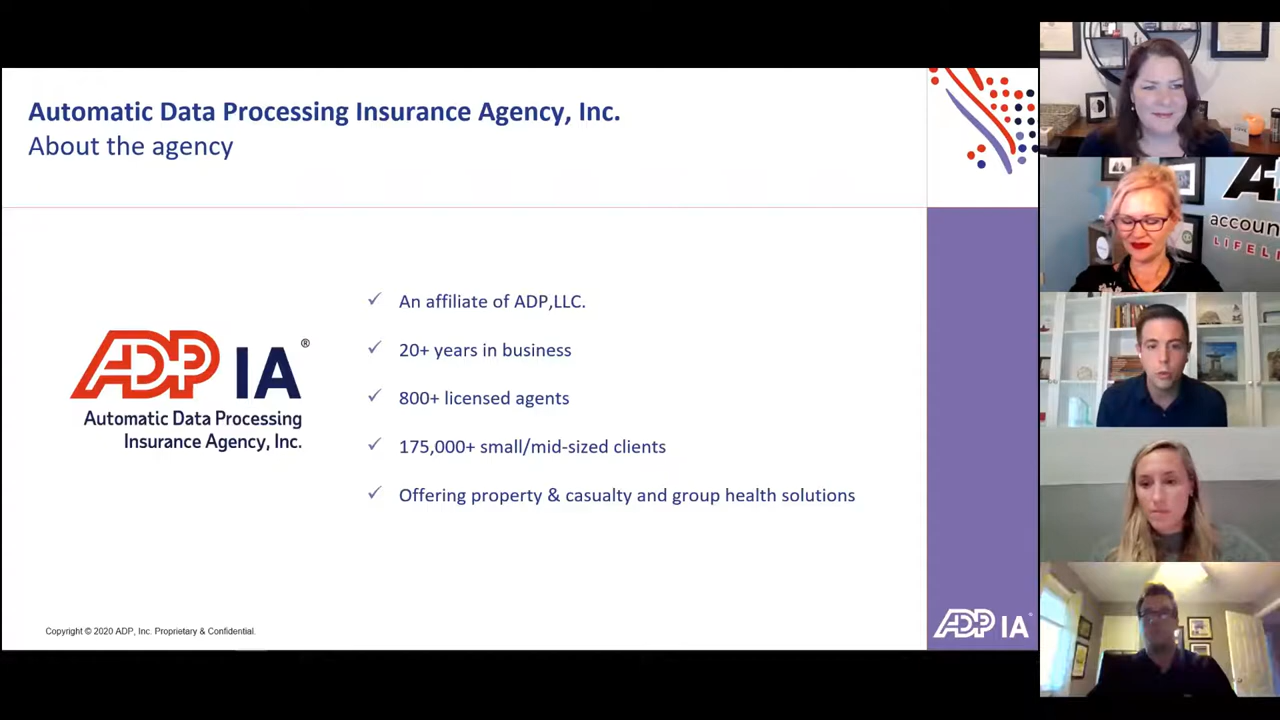 Automatic Data Processing Insurance Agency, Inc.
About the agency
ADP IA®
Automatic Data Processing
Insurance Agency, Inc.
✓ An affiliate of ADP,LLC.
✓ 20+ years in business
✓ 800+ licensed agents
✓ 175,000+ small/mid-sized clients
✓ Offering property & casualty and group health solutions
Copyright © 2020 ADP, Inc. Proprietary & Confidential.
ADP IA
accoun
LIFELI